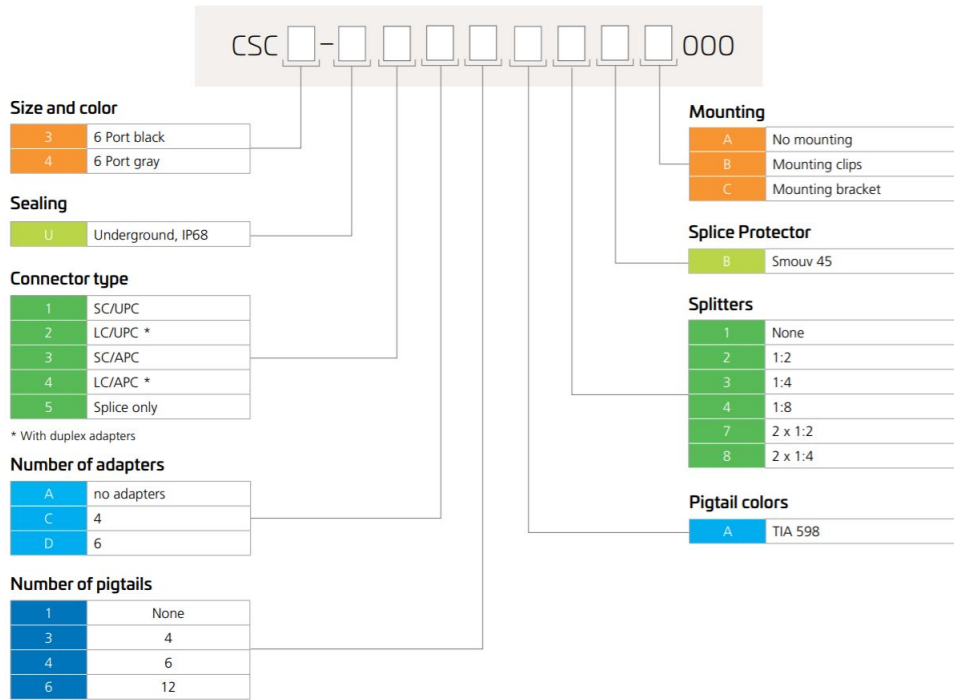 CSC - 000
Size and color
3 6 Port black
4 6 Port gray
Sealing
U Underground, IP68
Connector type
1 SC/UPC
2 LC/UPC *
3 SC/APC
4 LC/APC *
5 Splice only
* With duplex adapters
Number of adapters
A no adapters
C 4
D 6
Number of pigtails
1 None
3 4
4 6
6 12
Mounting
A No mounting
B Mounting clips
C Mounting bracket
Splice Protector
B Smouv 45
Splitters
1 None
2 1:2
3 1:4
4 1:8
7 2 x 1:2
8 2 x 1:4
Pigtail colors
A TIA 598